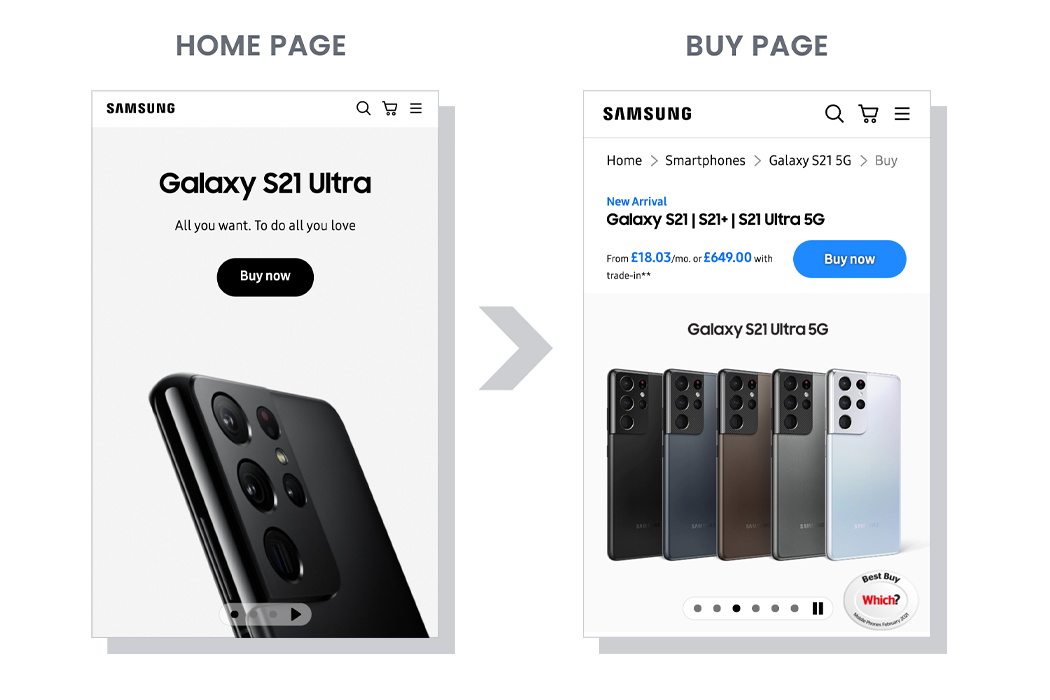 HOME PAGE
BUY PAGE
SAMSUNG
Galaxy S21 Ultra
All you want. To do all you love
Buy now
SAMSUNG
Home > Smartphones > Galaxy S21 5G > Buy
New Arrival
Galaxy S21 | S21+ | S21 Ultra 5G
From £18.03/mo. or £649.00 with
trade-in**
Buy now
Galaxy S21 Ultra 5G
Best Buy
Which?
Mobile Phones February 2021